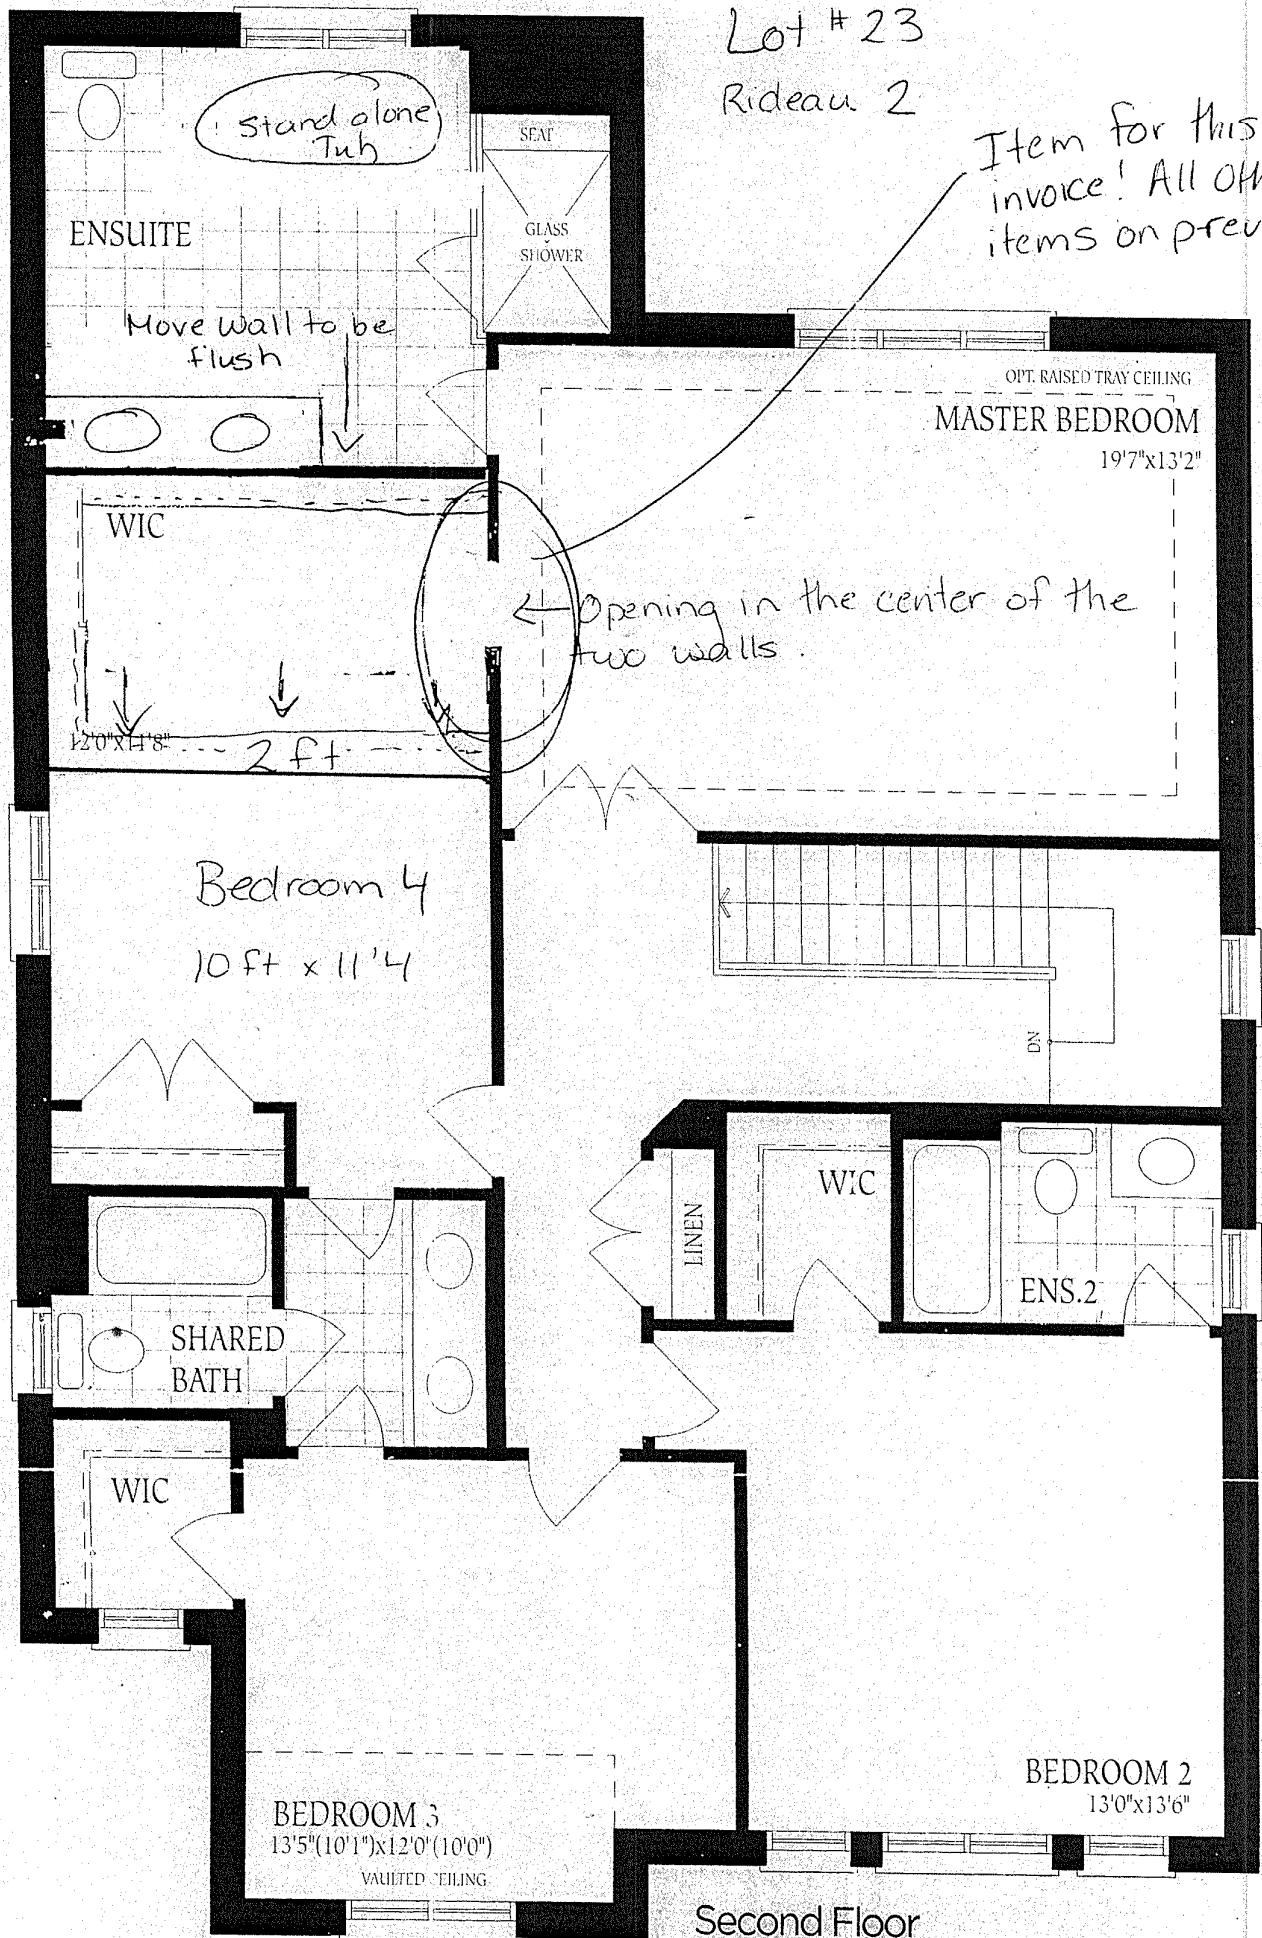 Lot # 23
Rideau 2
Item for this
invoice! All Oth
items on prev
Stand alone
Tub
SEAT
GLASS
SHOWER
ENSUITE
Move wall to be
flush
OPT. RAISED TRAY CEILING
MASTER BEDROOM
19'7"x13'2"
WIC
Opening in the center of the
two walls.
2 ft
Bedroom 4
10 ft x 11'4
DN
WIC
LINEN
ENS.2
SHARED
BATH
WIC
BEDROOM 2
13'0"x13'6"
BEDROOM 3
13'5"(10'1")x12'0"(10'0")
VAULTED CEILING
Second Floor